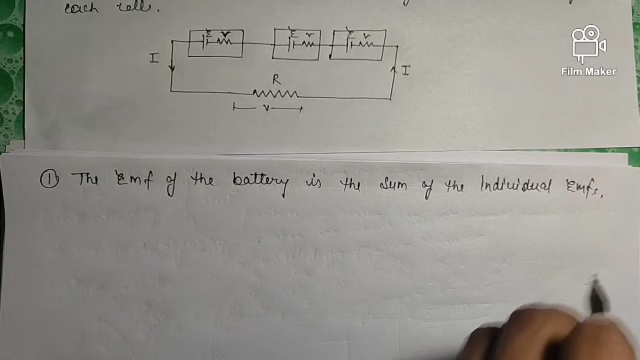 each cell.
E r E r E r
I R I
V
Film Maker
① The Emf of the battery is the sum of the Individual Emfs.